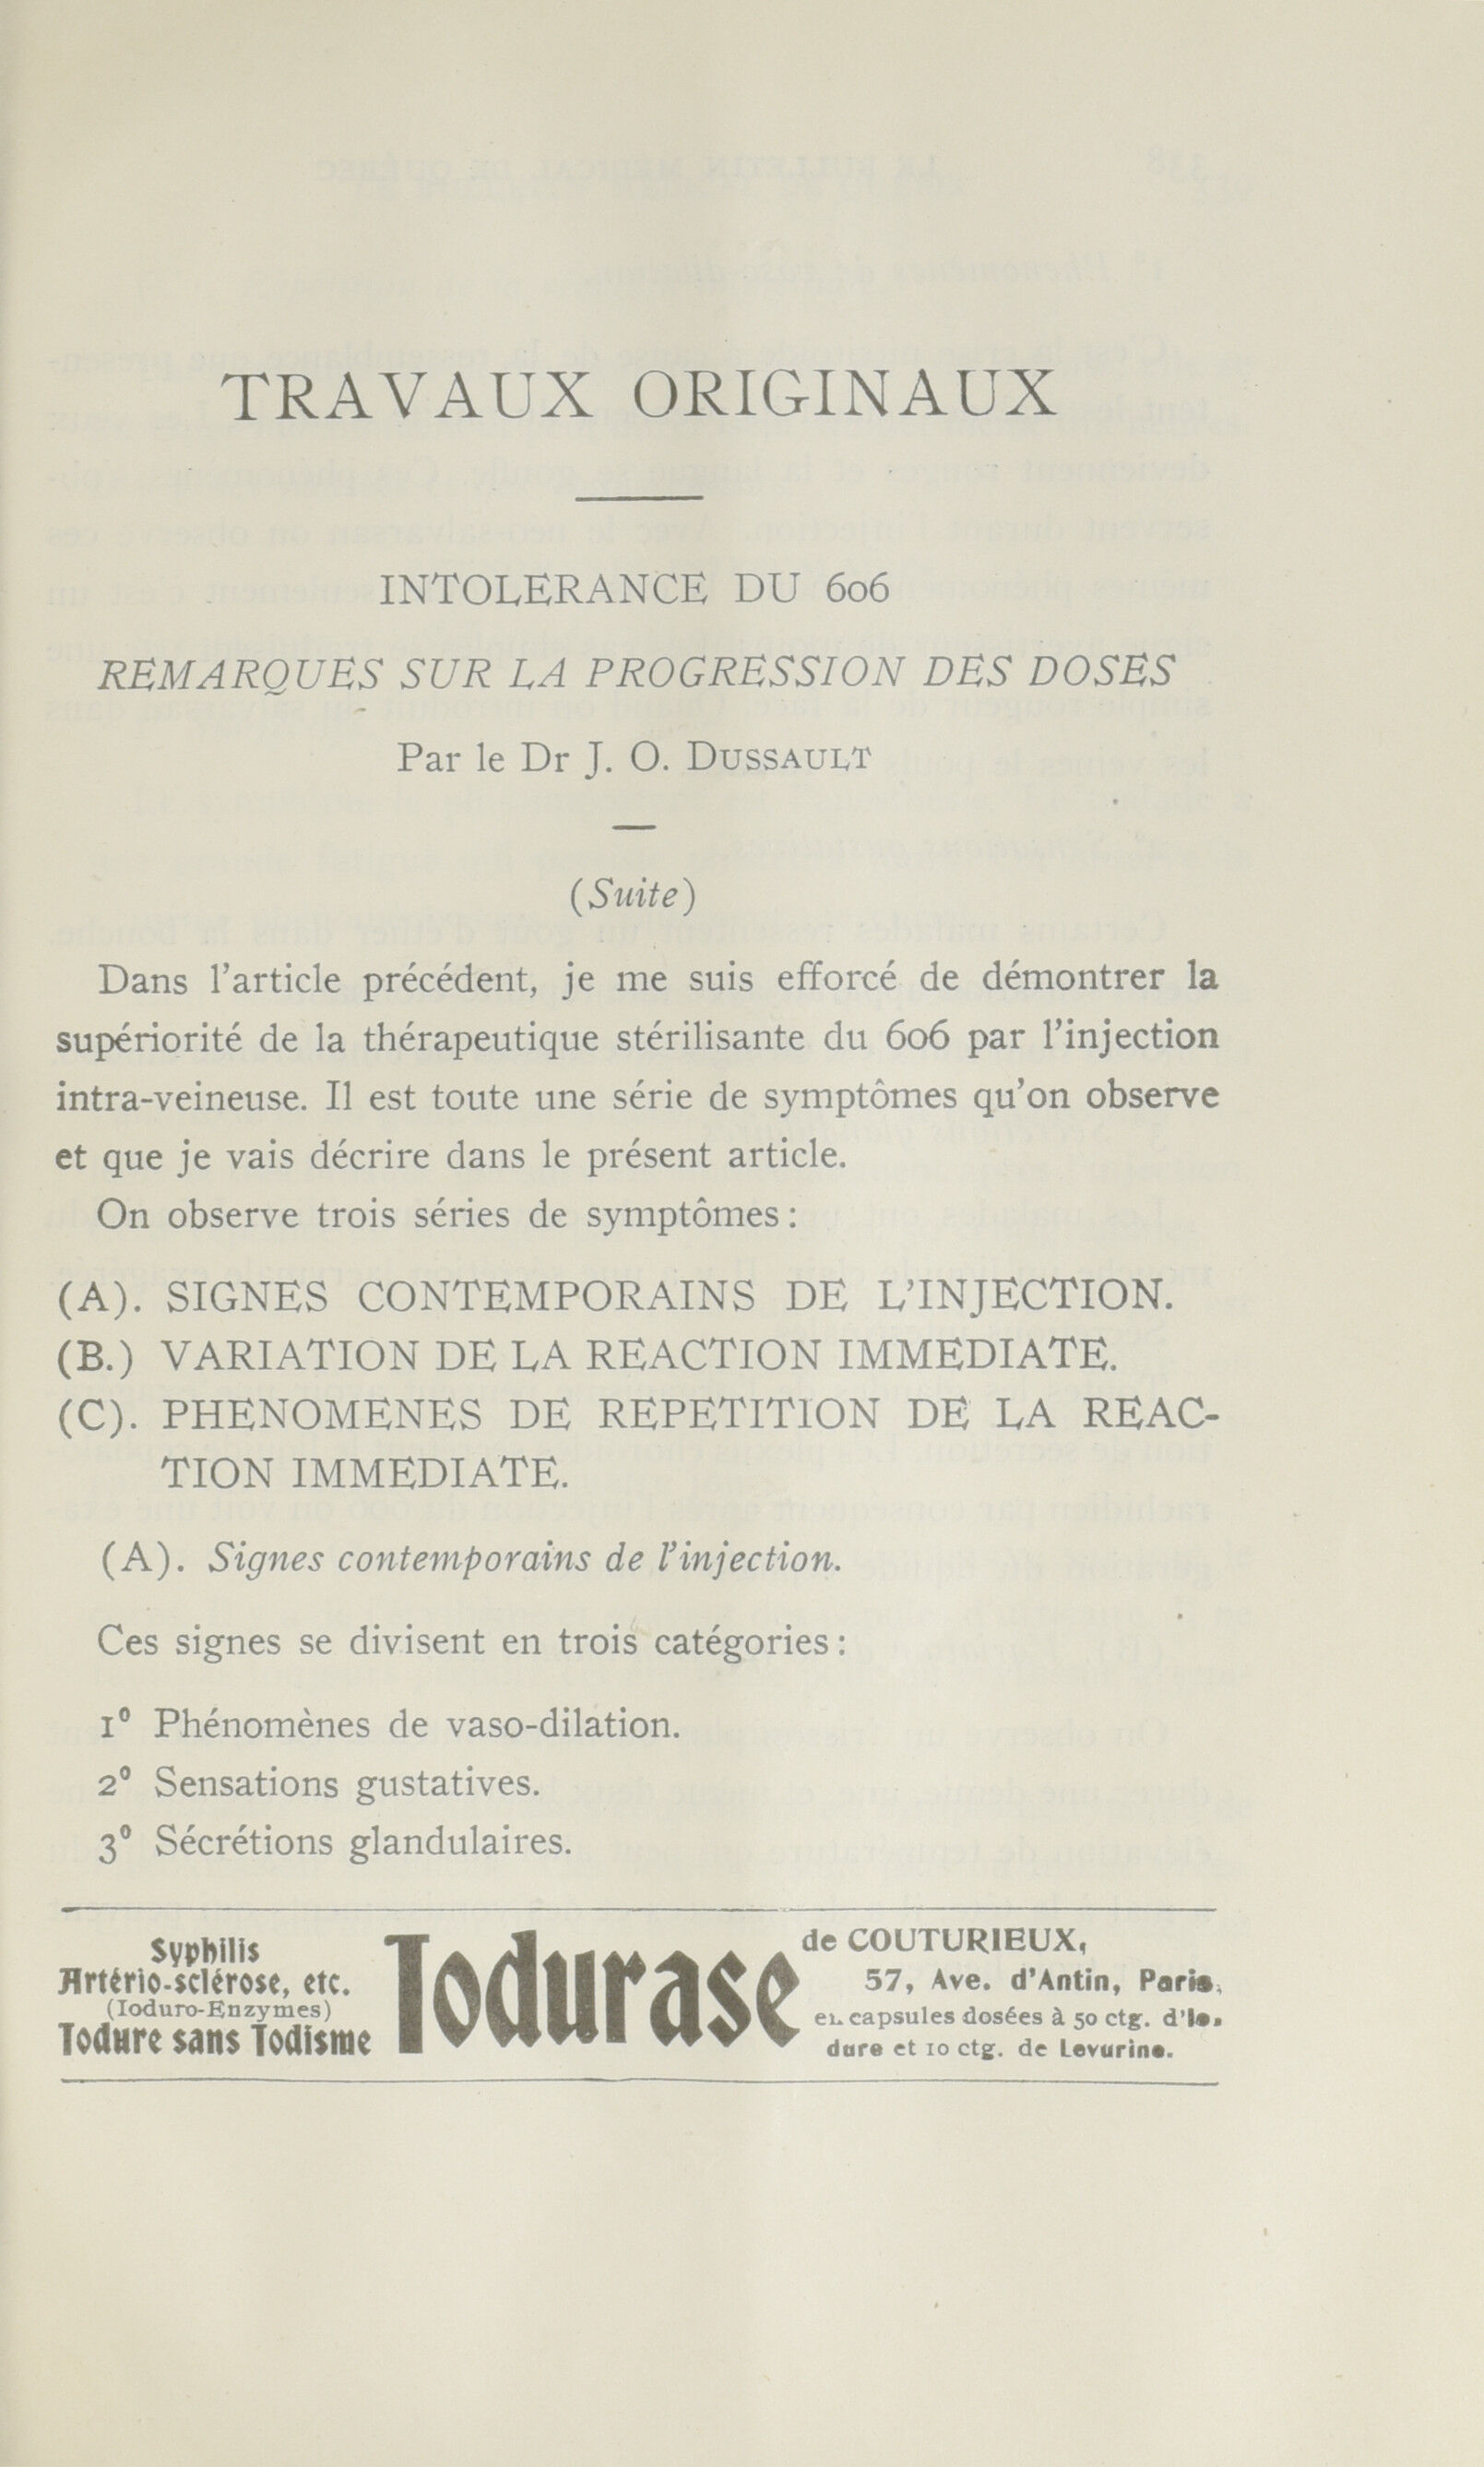 TRAVAUX ORIGINAUX
INTOLERANCE DU 606
REMARQUES SUR LA PROGRESSION DES DOSES
Par le Dr J. O. DUSSAULT
(Suite)
Dans l'article précédent, je me suis efforcé de démontrer la
supériorité de la thérapeutique stérilisante du 606 par l'injection
intra-veineuse. Il est toute une série de symptômes qu'on observe
et que je vais décrire dans le présent article.
On observe trois séries de symptômes :
(A). SIGNES CONTEMPORAINS DE L'INJECTION.
(B.) VARIATION DE LA REACTION IMMEDIATE.
(C). PHENOMENES DE REPETITION DE LA REAC-
TION IMMEDIATE.
(A). Signes contemporains de l'injection.
Ces signes se divisent en trois catégories :
1° Phénomènes de vaso-dilation.
2° Sensations gustatives.
3° Sécrétions glandulaires.
Syphilis
Artério-sclérose, etc.
(Ioduro-Enzymes)
Iodure sans Iodisme
Iodurase
de COUTURIEUX,
57, Ave. d'Antin, Paris,
en capsules dosées à 50 ctg. d'Io-
dure et 10 ctg. de Levurine.